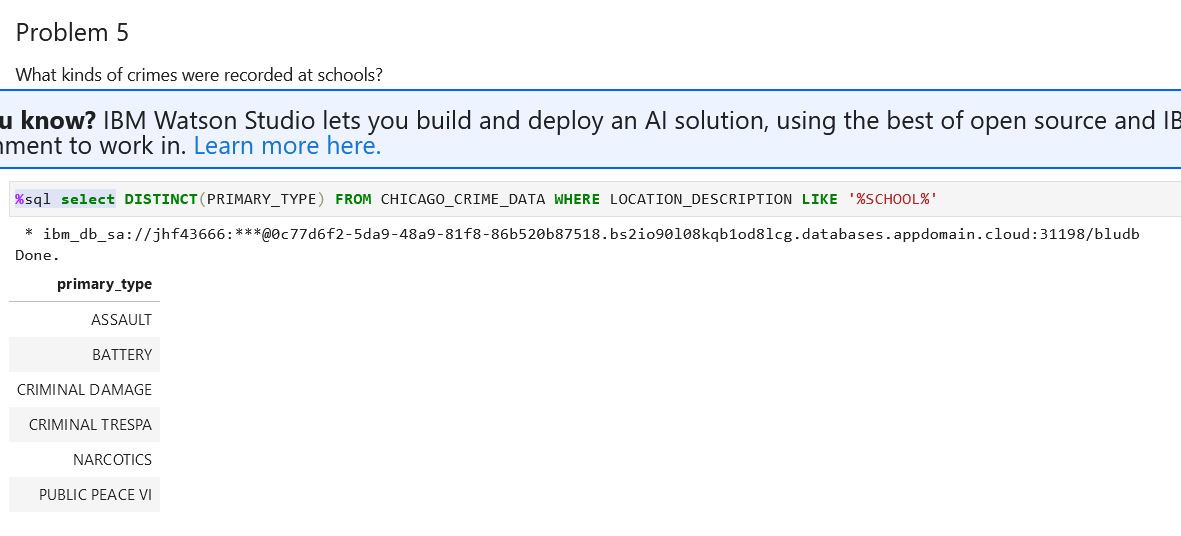 Problem 5
What kinds of crimes were recorded at schools?
u know? IBM Watson Studio lets you build and deploy an AI solution, using the best of open source and IB
nment to work in. Learn more here.
%sql select DISTINCT(PRIMARY_TYPE) FROM CHICAGO_CRIME_DATA WHERE LOCATION_DESCRIPTION LIKE '%SCHOOL%'
* ibm_db_sa://jhf43666:***@0c77d6f2-5da9-48a9-81f8-86b520b87518.bs2io90l08kqb1od8lcg.databases.appdomain.cloud:31198/bludb
Done.
primary_type
ASSAULT
BATTERY
CRIMINAL DAMAGE
CRIMINAL TRESPA
NARCOTICS
PUBLIC PEACE VI